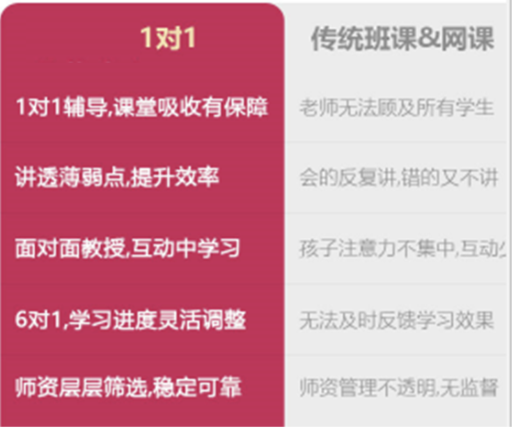 1对1 传统班课&网课
1对1辅导,课堂吸收有保障 老师无法顾及所有学生
讲透薄弱点,提升效率 会的反复讲,错的又不讲
面对面教授,互动中学习 孩子注意力不集中,互动
6对1,学习进度灵活调整 无法及时反馈学习效果
师资层层筛选,稳定可靠 师资管理不透明,无监督